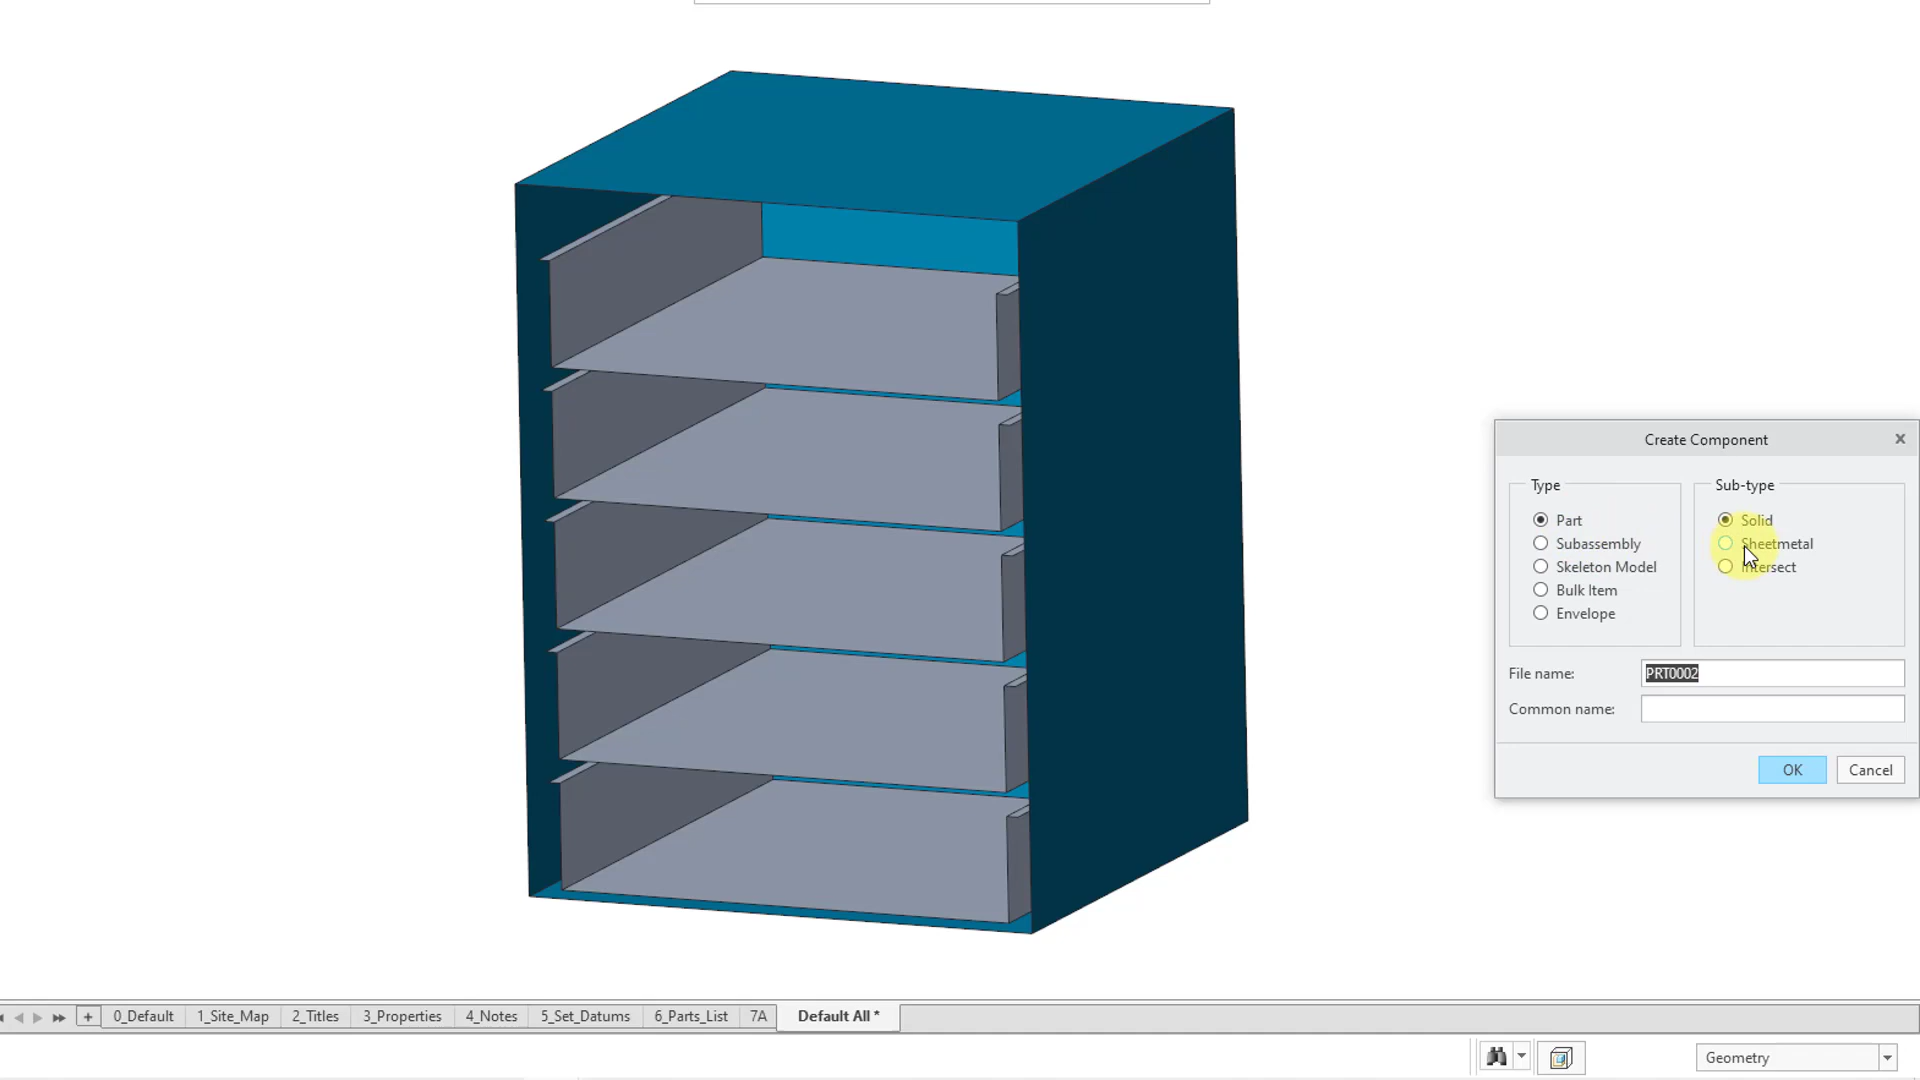 Create Component
Type
Sub-type
Part
Solid
Subassembly
Sheetmetal
Skeleton Model
Intersect
Bulk Item
Envelope
File name: PRT0002
Common name:
OK Cancel
+ 0_Default 1_Site_Map 2_Titles 3_Properties 4_Notes 5_Set_Datums 6_Parts_List 7A Default All *
Geometry